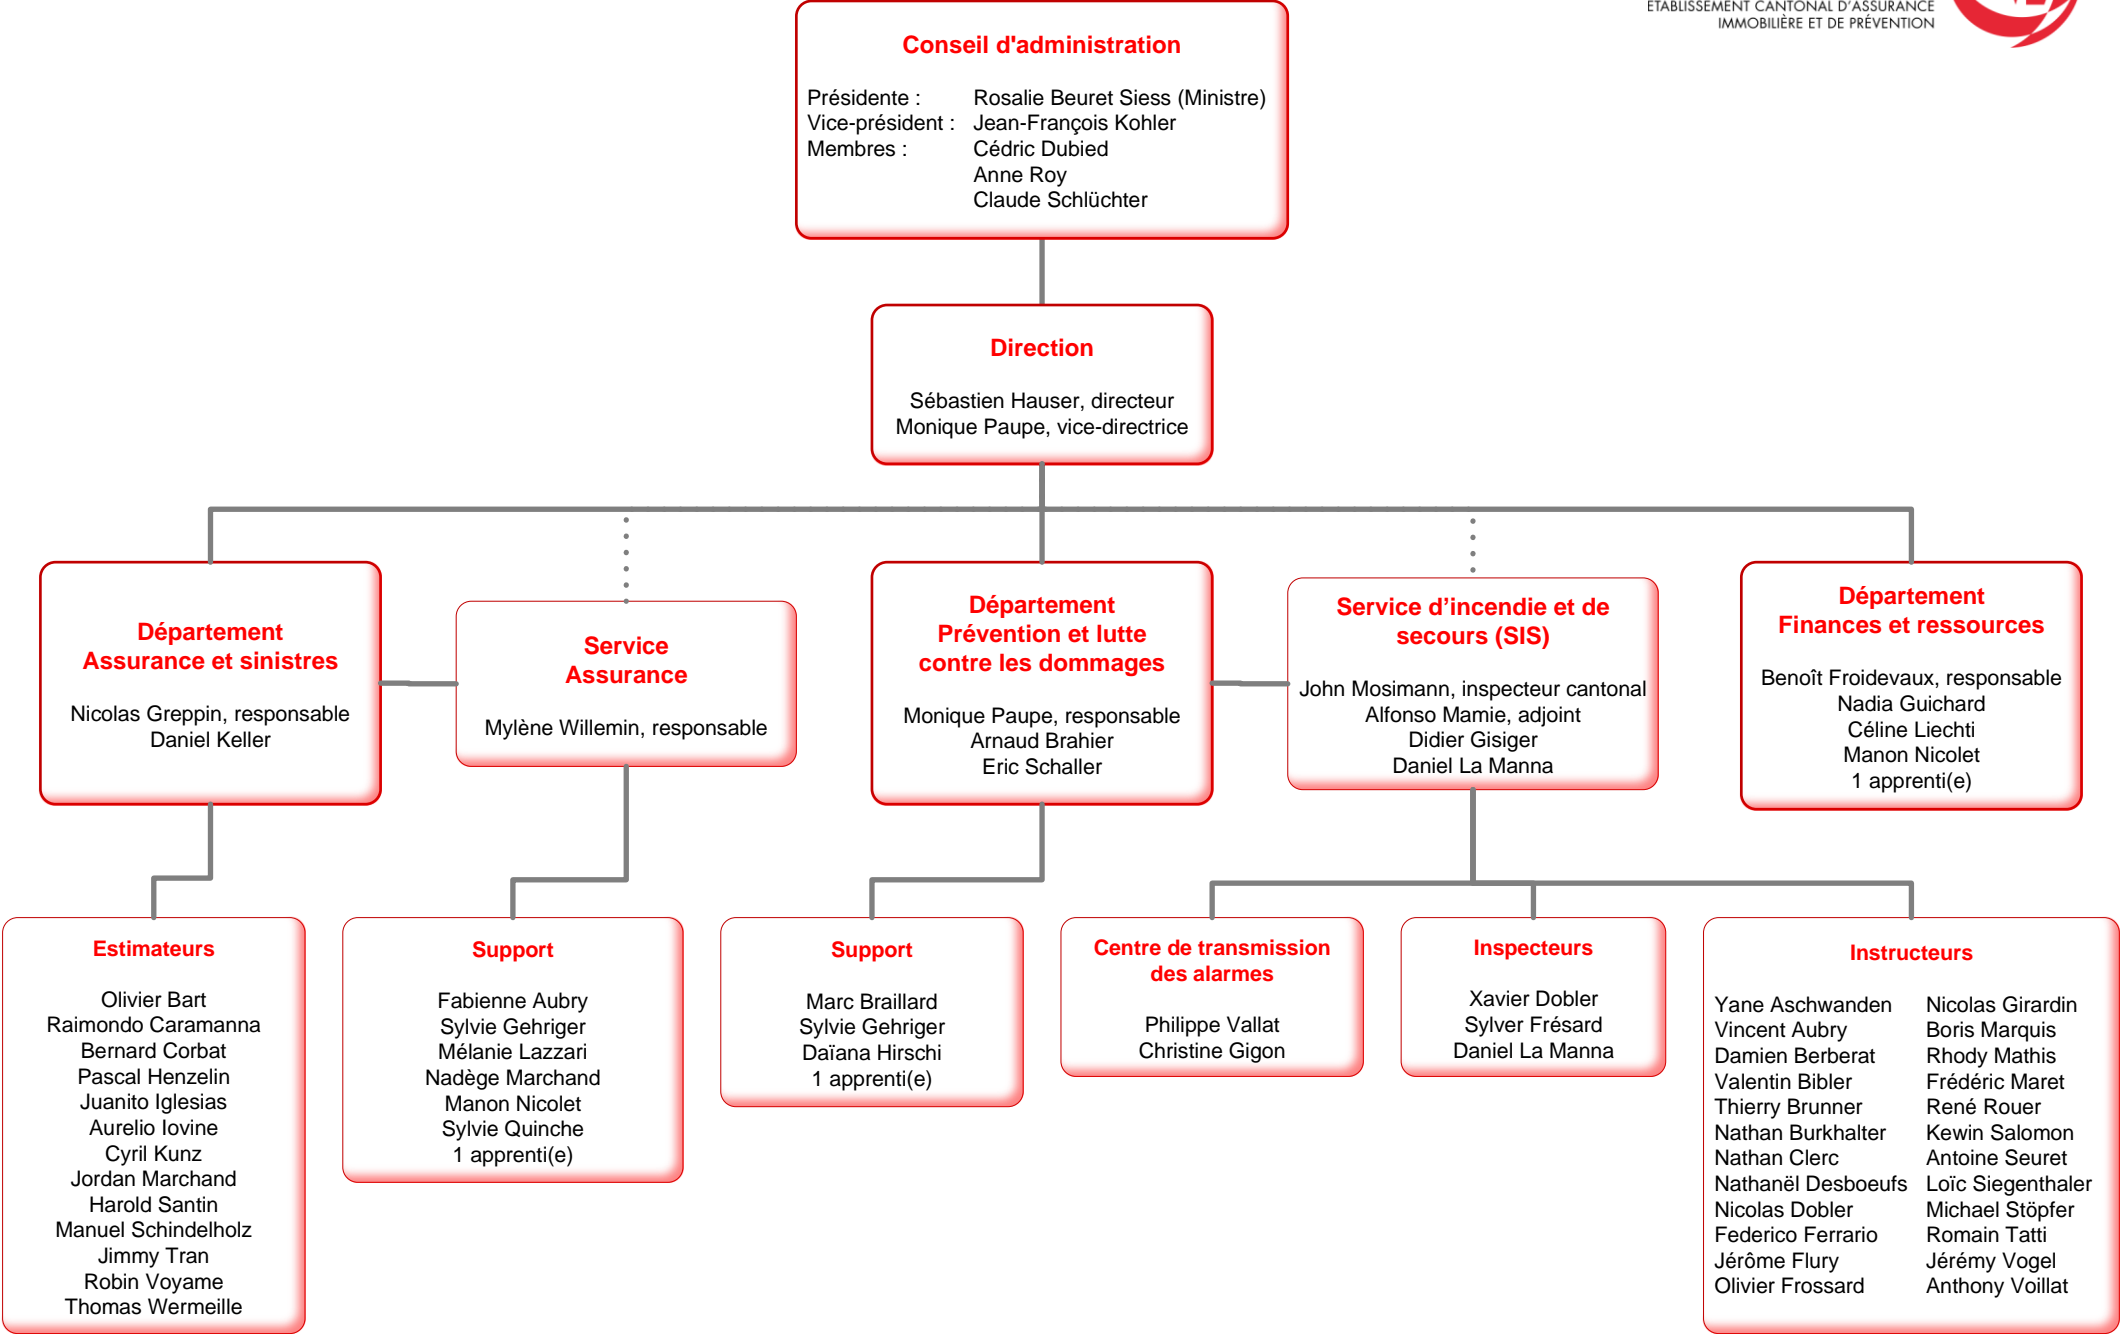 ETABLISSEMENT CANTONAL D'ASSURANCE
IMMOBILIÈRE ET DE PRÉVENTION
Conseil d'administration
Présidente : Rosalie Beuret Siess (Ministre)
Vice-président : Jean-François Kohler
Membres : Cédric Dubied
Anne Roy
Claude Schlüchter
Direction
Sébastien Hauser, directeur
Monique Paupe, vice-directrice
Département
Assurance et sinistres
Nicolas Greppin, responsable
Daniel Keller
Service
Assurance
Mylène Willemin, responsable
Département
Prévention et lutte
contre les dommages
Monique Paupe, responsable
Arnaud Brahier
Eric Schaller
Service d’incendie et de
secours (SIS)
John Mosimann, inspecteur cantonal
Alfonso Mamie, adjoint
Didier Gisiger
Daniel La Manna
Département
Finances et ressources
Benoît Froidevaux, responsable
Nadia Guichard
Céline Liechti
Manon Nicolet
1 apprenti(e)
Estimateurs
Olivier Bart
Raimondo Caramanna
Bernard Corbat
Pascal Henzelin
Juanito Iglesias
Aurelio Iovine
Cyril Kunz
Jordan Marchand
Harold Santin
Manuel Schindelholz
Jimmy Tran
Robin Voyame
Thomas Wermeille
Support
Fabienne Aubry
Sylvie Gehriger
Mélanie Lazzari
Nadège Marchand
Manon Nicolet
Sylvie Quinche
1 apprenti(e)
Support
Marc Braillard
Sylvie Gehriger
Daïana Hirschi
1 apprenti(e)
Centre de transmission
des alarmes
Philippe Vallat
Christine Gigon
Inspecteurs
Xavier Dobler
Sylver Frésard
Daniel La Manna
Instructeurs
Yane Aschwanden Nicolas Girardin
Vincent Aubry Boris Marquis
Damien Berberat Rhody Mathis
Valentin Bibler Frédéric Maret
Thierry Brunner René Rouer
Nathan Burkhalter Kewin Salomon
Nathan Clerc Antoine Seuret
Nathanël Desboeufs Loïc Siegenthaler
Nicolas Dobler Michael Stöpfer
Federico Ferrario Romain Tatti
Jérôme Flury Jérémy Vogel
Olivier Frossard Anthony Voillat